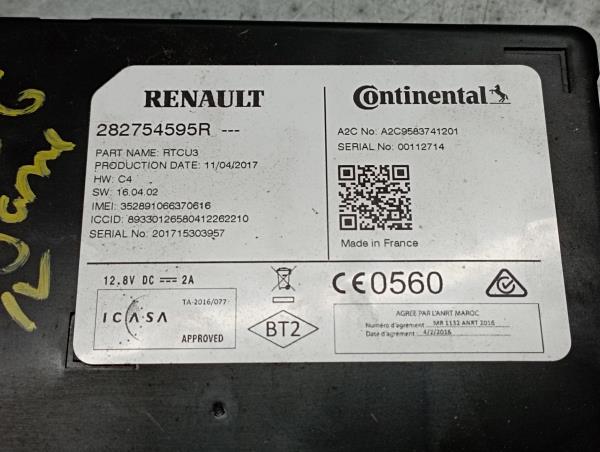 RENAULT
282754595R ---
PART NAME: RTCU3
PRODUCTION DATE: 11/04/2017
HW: C4
SW: 16.04.02
IMEI: 352891066370616
ICCID: 89330126580412262210
SERIAL NO: 201715303957
Continental
A2C No: A2C9583741201
SERIAL NO: 00112714
Made in France
12.8V DC 2A
TA-2016/077
ICASA
APPROVED
BT2
CE0560
AGREE PAR L'ANRT MAROC
Numéro d'agrément : MR 1132 ANRT 2016
Date d'agrément : 4/2/2016